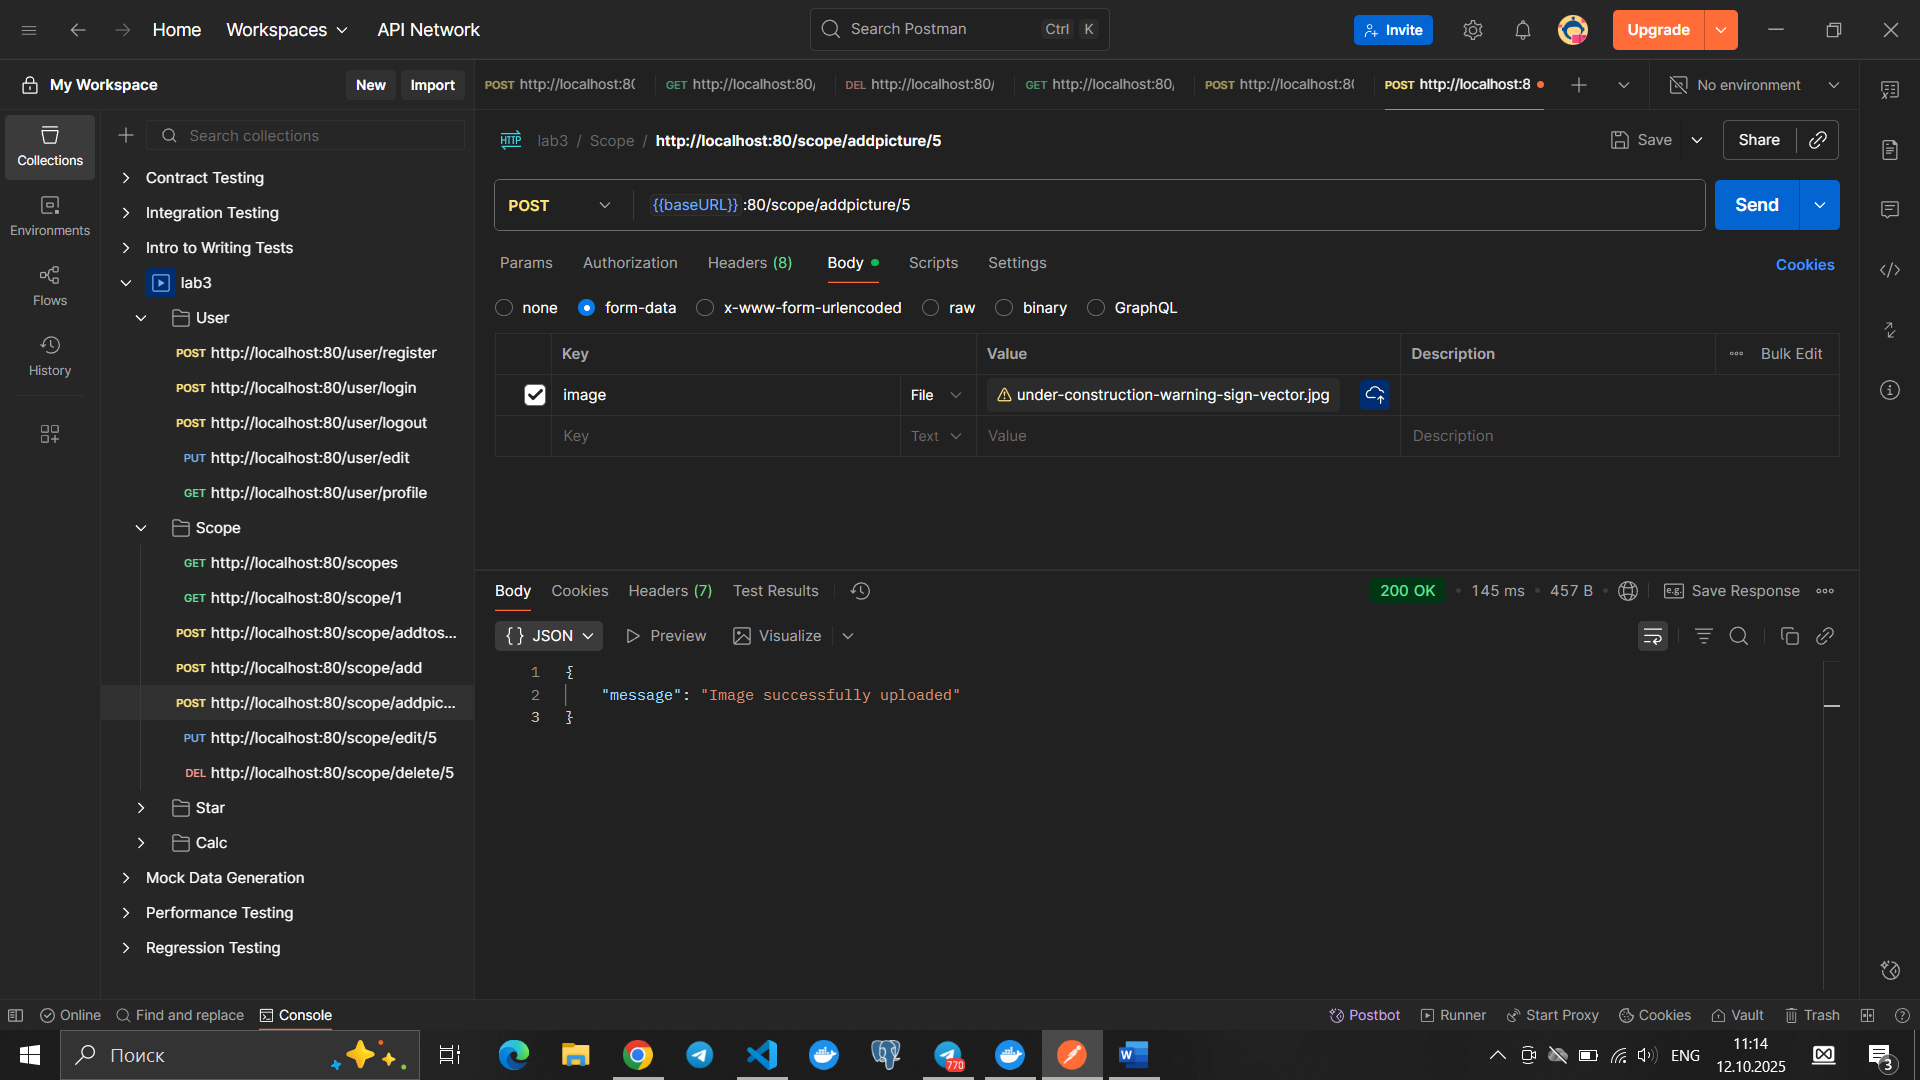 Home
Workspaces
API Network
Search Postman
Ctrl K
Invite
Upgrade
My Workspace
New
Import
POST http://localhost:80
GET http://localhost:80/
DEL http://localhost:80/
GET http://localhost:80/
POST http://localhost:80
POST http://localhost:8
No environment
Collections
Environments
Flows
History
Search collections
Contract Testing
Integration Testing
Intro to Writing Tests
lab3
User
POST http://localhost:80/user/register
POST http://localhost:80/user/login
POST http://localhost:80/user/logout
PUT http://localhost:80/user/edit
GET http://localhost:80/user/profile
Scope
GET http://localhost:80/scopes
GET http://localhost:80/scope/1
POST http://localhost:80/scope/addtos...
POST http://localhost:80/scope/add
POST http://localhost:80/scope/addpic...
PUT http://localhost:80/scope/edit/5
DEL http://localhost:80/scope/delete/5
Star
Calc
Mock Data Generation
Performance Testing
Regression Testing
HTTP lab3 / Scope / http://localhost:80/scope/addpicture/5
Save
Share
POST {{baseURL}} :80/scope/addpicture/5
Send
Params Authorization Headers (8) Body Scripts Settings
Cookies
none form-data x-www-form-urlencoded raw binary GraphQL
Key Value Description Bulk Edit
image File under-construction-warning-sign-vector.jpg
Key Text Value Description
Body Cookies Headers (7) Test Results
200 OK 145 ms 457 B
e.g. Save Response
{} JSON Preview Visualize
1 {
2 "message": "Image successfully uploaded"
3 }
Online Find and replace Console
Postbot Runner Start Proxy Cookies Vault Trash
Поиск
770
W
ENG
11:14
12.10.2025
3